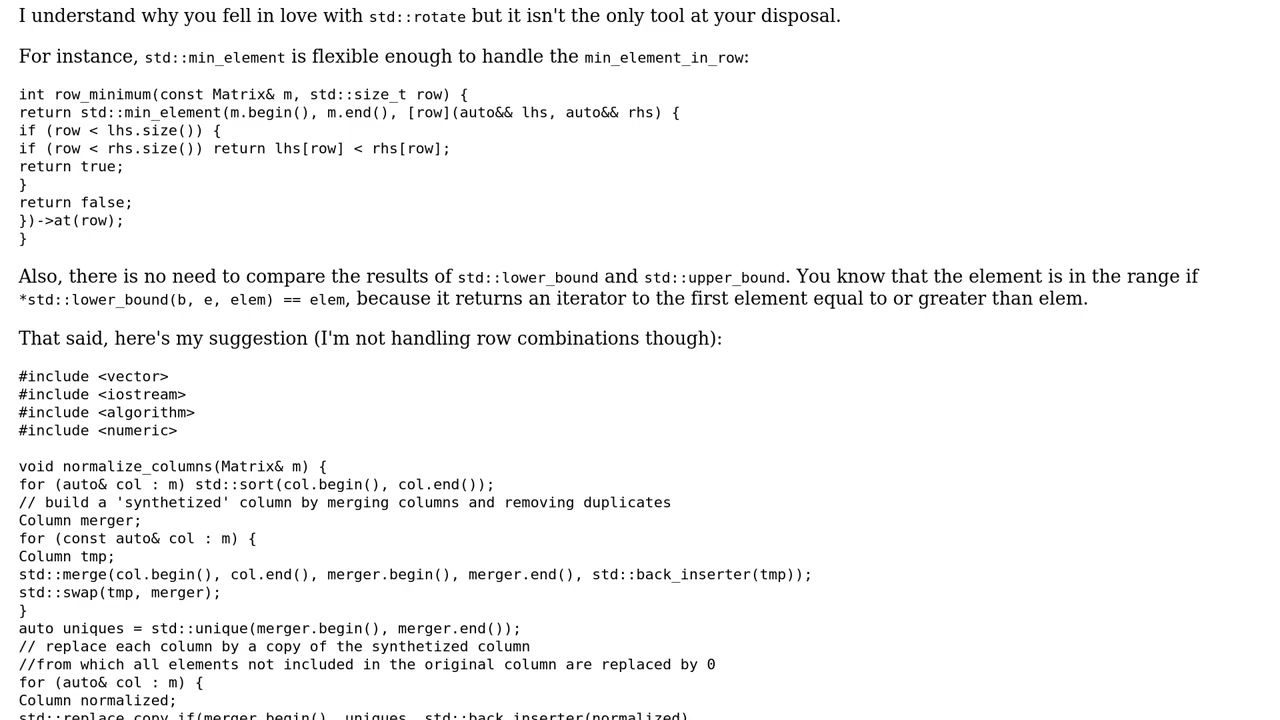 I understand why you fell in love with std::rotate but it isn't the only tool at your disposal.
For instance, std::min_element is flexible enough to handle the min_element_in_row:
int row_minimum(const Matrix& m, std::size_t row) {
return std::min_element(m.begin(), m.end(), [row](auto&& lhs, auto&& rhs) {
if (row < lhs.size()) {
if (row < rhs.size()) return lhs[row] < rhs[row];
return true;
}
return false;
})->at(row);
}
Also, there is no need to compare the results of std::lower_bound and std::upper_bound. You know that the element is in the range if
*std::lower_bound(b, e, elem) == elem, because it returns an iterator to the first element equal to or greater than elem.
That said, here's my suggestion (I'm not handling row combinations though):
#include <vector>
#include <iostream>
#include <algorithm>
#include <numeric>
void normalize_columns(Matrix& m) {
for (auto& col : m) std::sort(col.begin(), col.end());
// build a 'synthetized' column by merging columns and removing duplicates
Column merger;
for (const auto& col : m) {
Column tmp;
std::merge(col.begin(), col.end(), merger.begin(), merger.end(), std::back_inserter(tmp));
std::swap(tmp, merger);
}
auto uniques = std::unique(merger.begin(), merger.end());
// replace each column by a copy of the synthetized column
//from which all elements not included in the original column are replaced by 0
for (auto& col : m) {
Column normalized;
std::replace_copy_if(merger.begin(), uniques, std::back_inserter(normalized),